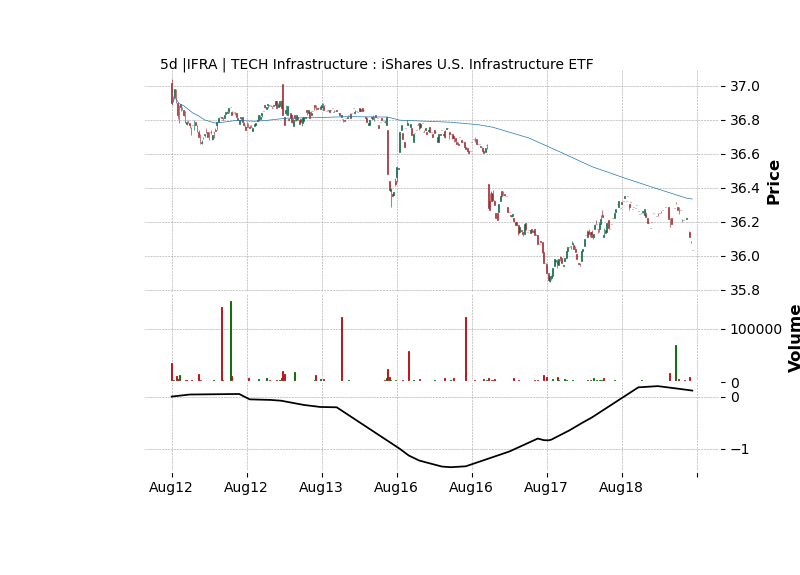 5d |IFRA | TECH Infrastructure : iShares U.S. Infrastructure ETF
37.0
36.8
36.6
36.4
36.2
36.0
35.8
Price
100000
0
Volume
0
−1
Aug12 Aug12 Aug13 Aug16 Aug16 Aug17 Aug18